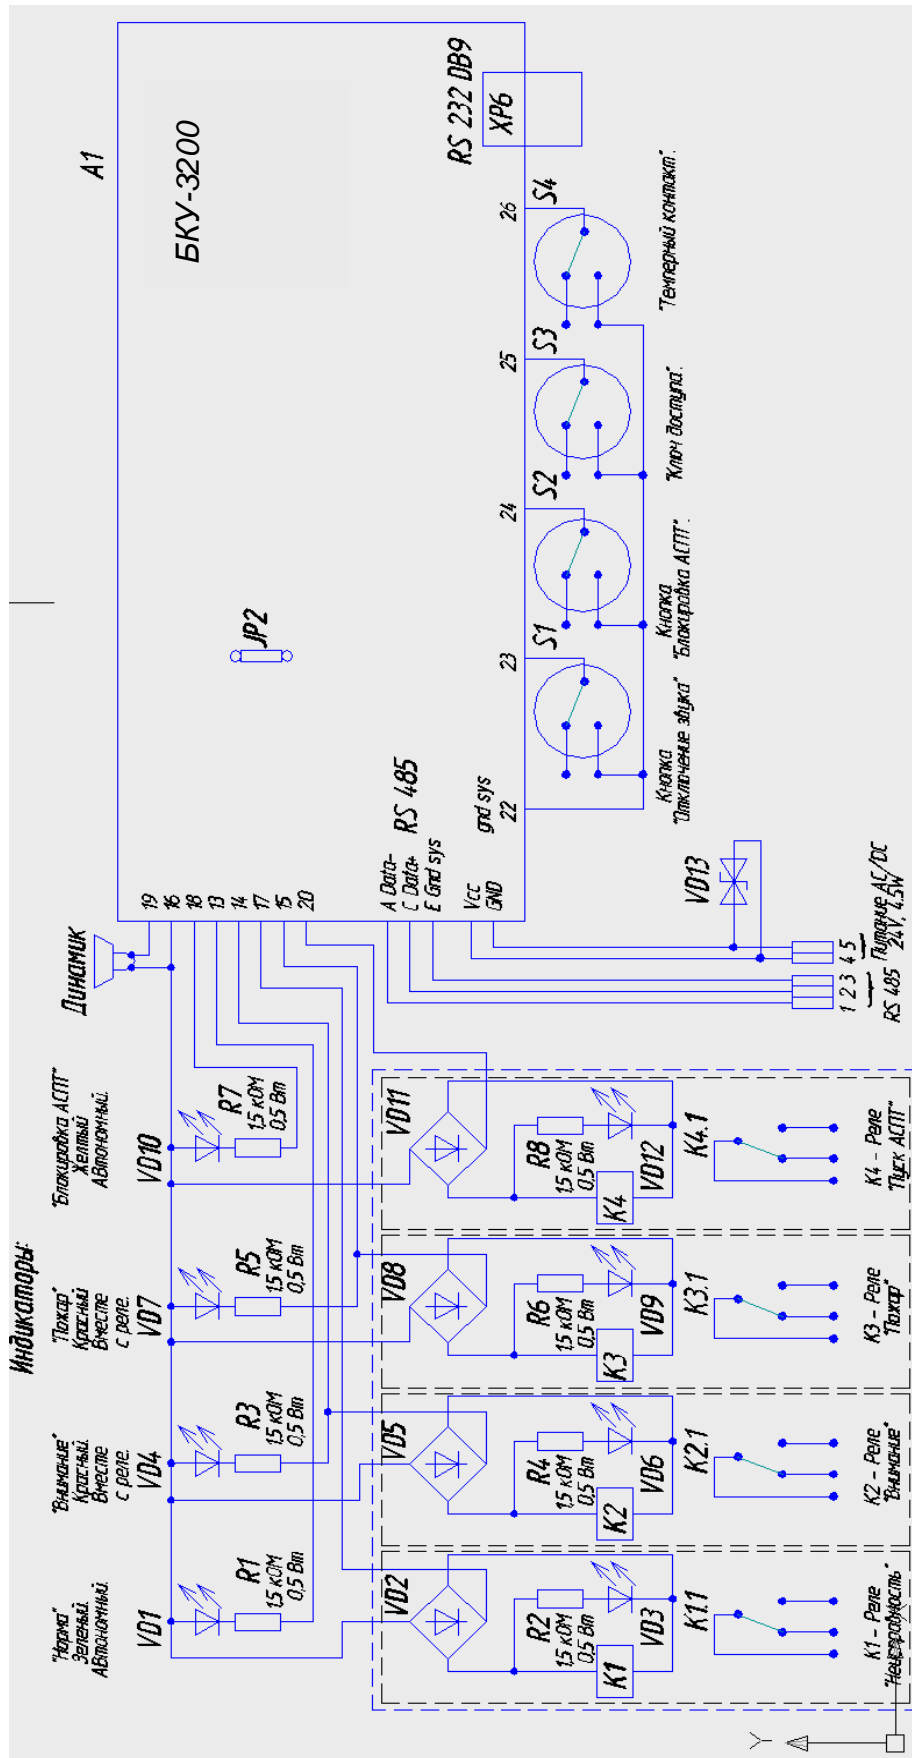 Индикаторы:
"Норма"
Зеленый.
АВтономный.
VD1
"Внимание"
Красный.
Вместе
с реле.
VD4
"Пожар"
Красный
Вместе
с реле.
VD7
"Блокировка АСПТ"
Желтый
АВтономный.
VD10
Динамик
R1
1,5 кОМ
0,5 Вт
R3
1,5 кОМ
0,5 Вт
R5
1,5 кОМ
0,5 Вт
R7
1,5 кОМ
0,5 Вт
19
16
18
13
14
17
15
20
A1
БКУ-3200
JP2
RS 232 DB9
XP6
A Data-
C Data+
E Gnd sys
RS 485
Vcc
GND
gnd sys
22
23
24
25
26
S1
S2
S3
S4
Кнопка
"Отключение звука"
Кнопка
"Блокировка АСПТ".
"Ключ доступа".
"Темперный контакт".
VD2
R2
1,5 кОМ
0,5 Вт
K1
VD3
K1.1
K1 - Реле
"Неисправность"
VD5
R4
1,5 кОМ
0,5 Вт
K2
VD6
K2.1
K2 - Реле
"Внимание"
VD8
R6
1,5 кОМ
0,5 Вт
K3
VD9
K3.1
K3 - Реле
"Пожар"
VD11
R8
1,5 кОМ
0,5 Вт
K4
VD12
K4.1
K4 - Реле
"Пуск АСПТ"
VD13
1 2 3 4 5
RS 485
Питание AC/DC
24V, 4.5W
Y